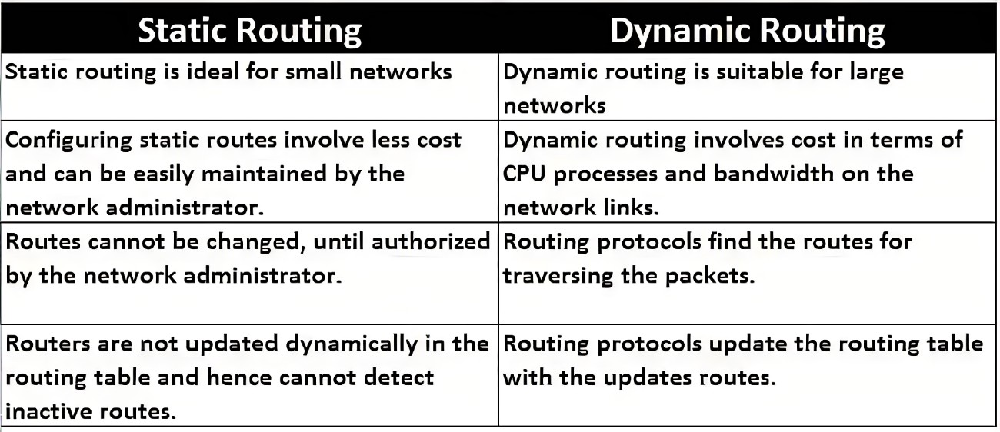 Static Routing
Dynamic Routing
Static routing is ideal for small networks
Dynamic routing is suitable for large
networks
Configuring static routes involve less cost
and can be easily maintained by the
network administrator.
Dynamic routing involves cost in terms of
CPU processes and bandwidth on the
network links.
Routes cannot be changed, until authorized
by the network administrator.
Routing protocols find the routes for
traversing the packets.
Routers are not updated dynamically in the
routing table and hence cannot detect
inactive routes.
Routing protocols update the routing table
with the updates routes.